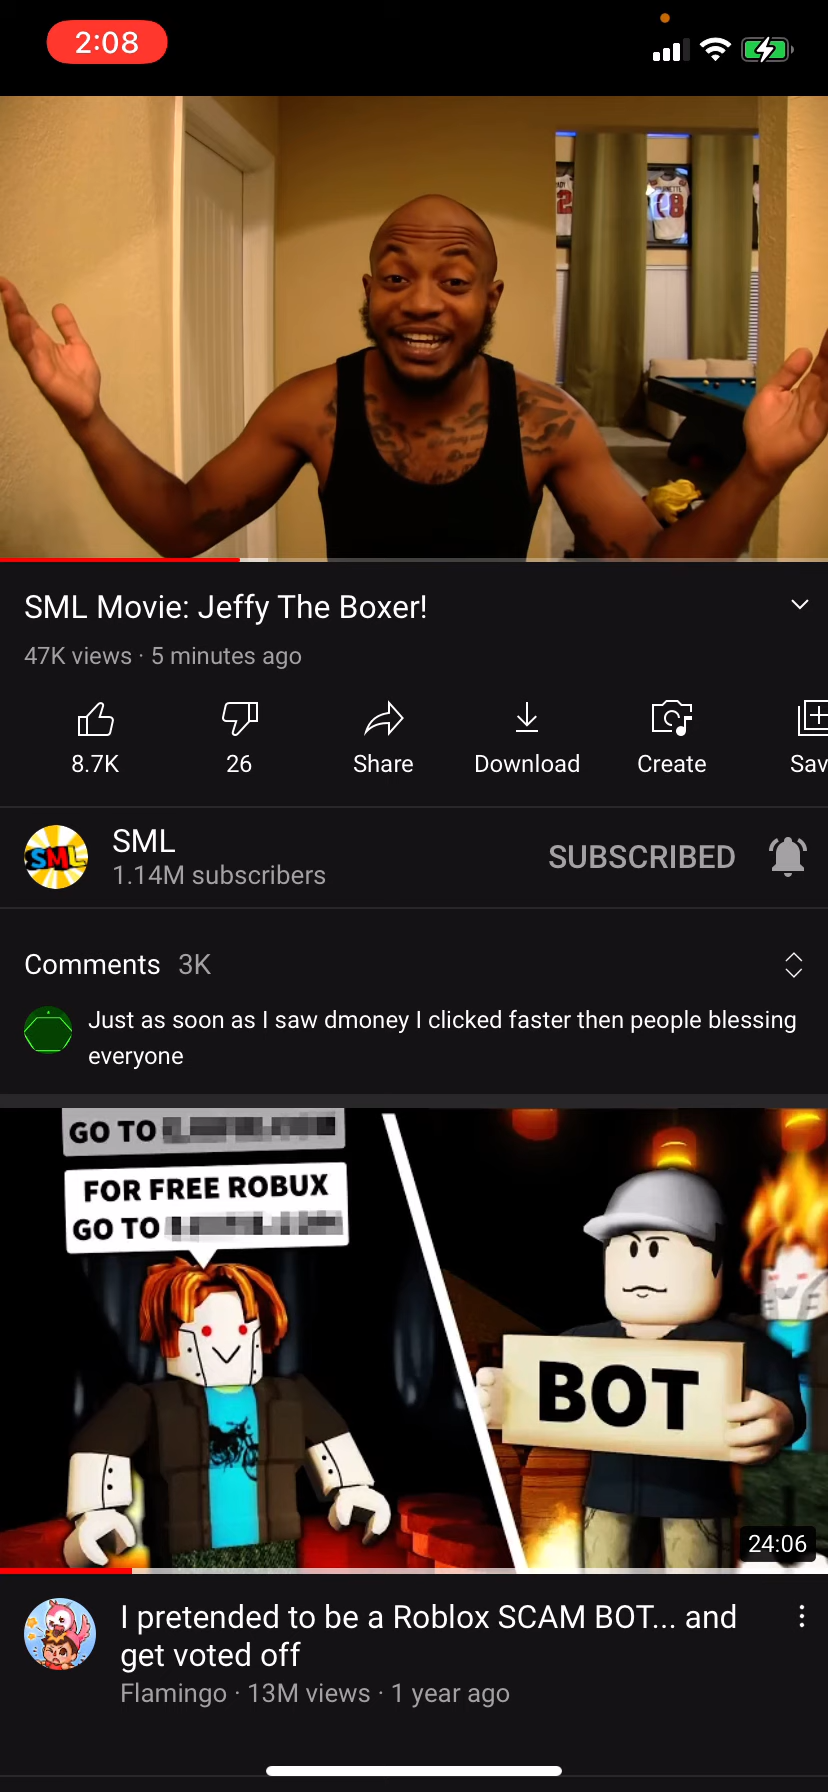 2:08
SML Movie: Jeffy The Boxer!
47K views · 5 minutes ago
8.7K
26
Share
Download
Create
Sav
SML
SML
1.14M subscribers
SUBSCRIBED
Comments 3K
Just as soon as I saw dmoney I clicked faster then people blessing
everyone
GO TO
FOR FREE ROBUX
GO TO
BOT
24:06
I pretended to be a Roblox SCAM BOT... and
get voted off
Flamingo · 13M views · 1 year ago